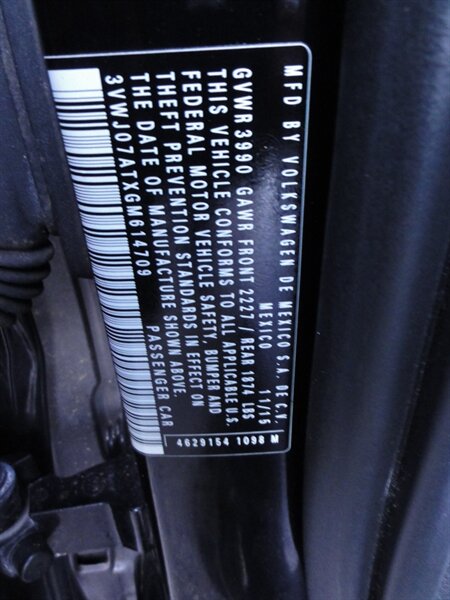 MFD BY VOLKSWAGEN DE MEXICO S.A. DE C.V.
MEXICO 11/15
GVWR 3990 GAWR FRONT 2227 / REAR 1874 LBS
THIS VEHICLE CONFORMS TO ALL APPLICABLE U.S.
FEDERAL MOTOR VEHICLE SAFETY, BUMPER AND
THEFT PREVENTION STANDARDS IN EFFECT ON
THE DATE OF MANUFACTURE SHOWN ABOVE.
3VWJ07ATXGM614709 PASSENGER CAR
4629154 1098 M